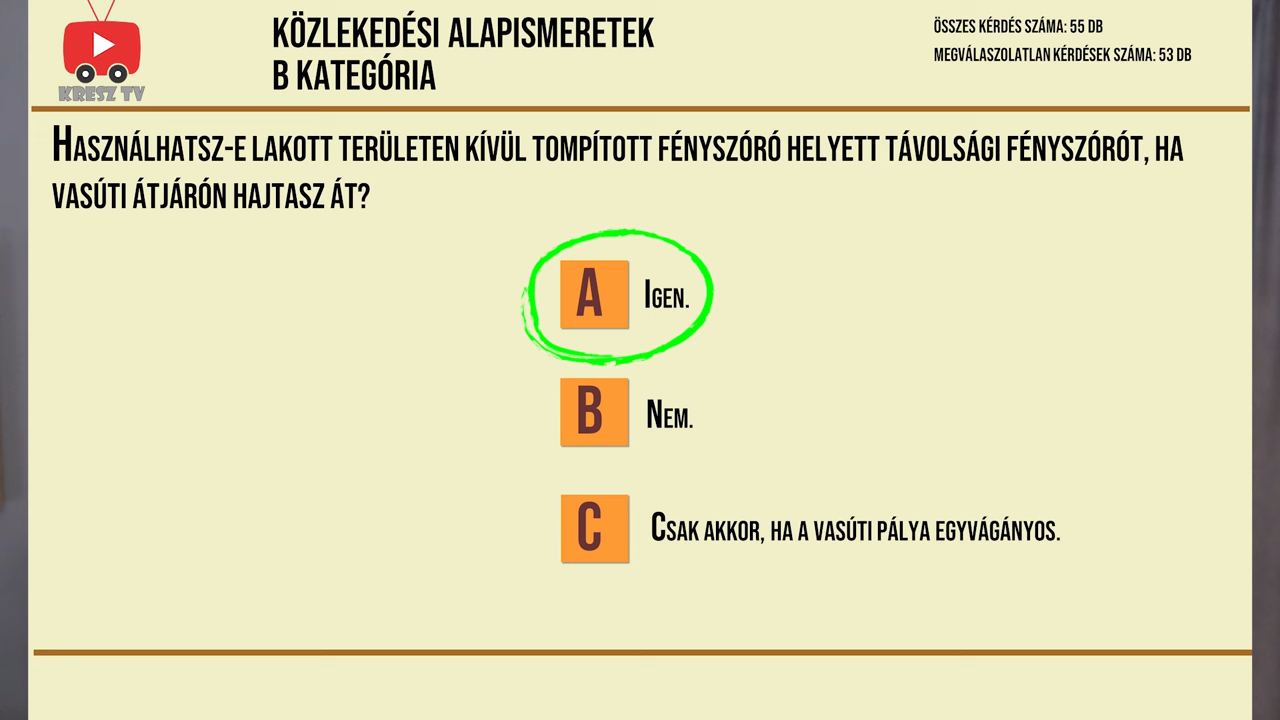 KRESZ TV
KÖZLEKEDÉSI ALAPISMERETEK
B KATEGÓRIA
ÖSSZES KÉRDÉS SZÁMA: 55 DB
MEGVÁLASZOLATLAN KÉRDÉSEK SZÁMA: 53 DB
HASZNÁLHATSZ-E LAKOTT TERÜLETEN KÍVÜL TOMPÍTOTT FÉNYSZÓRÓ HELYETT TÁVOLSÁGI FÉNYSZÓRÓT, HA
VASÚTI ÁTJÁRÓN HAJTASZ ÁT?
A IGEN.
B NEM.
C CSAK AKKOR, HA A VASÚTI PÁLYA EGYVÁGÁNYOS.